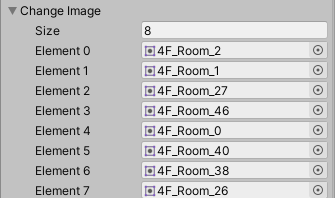 Change Image
Size 8
Element 0 4F_Room_2
Element 1 4F_Room_1
Element 2 4F_Room_27
Element 3 4F_Room_46
Element 4 4F_Room_0
Element 5 4F_Room_40
Element 6 4F_Room_38
Element 7 4F_Room_26